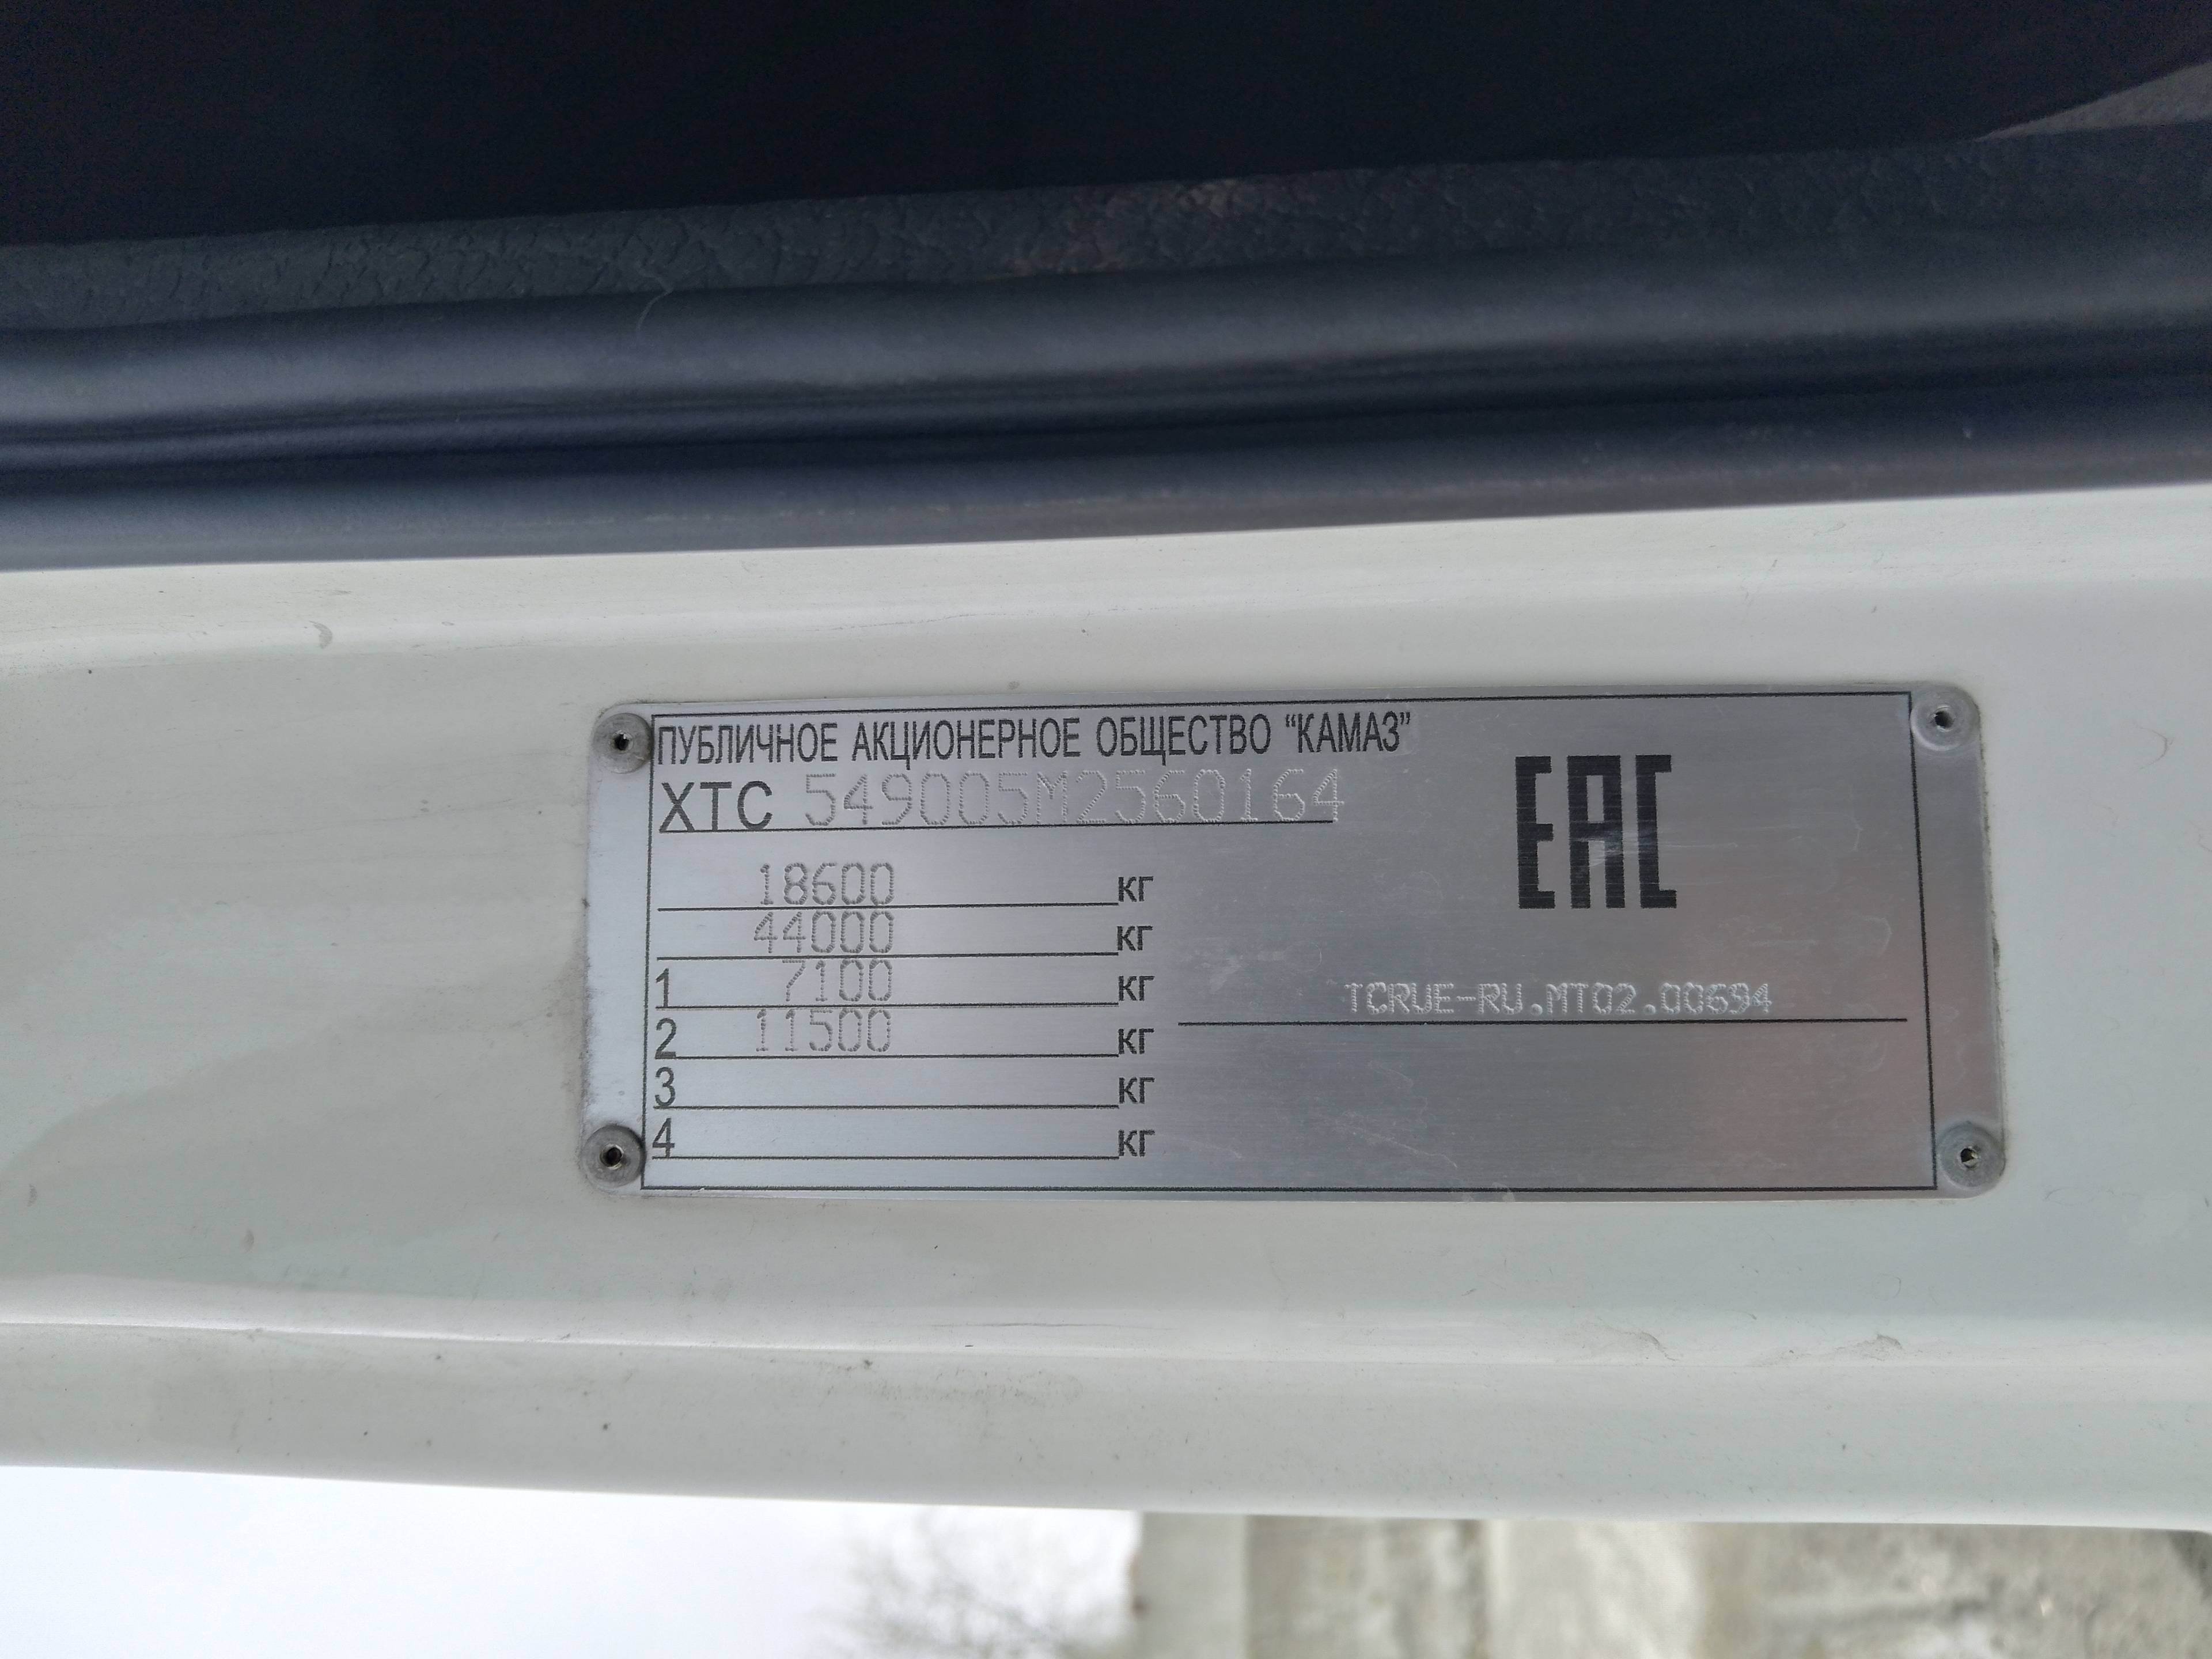 ПУБЛИЧНОЕ АКЦИОНЕРНОЕ ОБЩЕСТВО “КАМАЗ”
ХТС 549005M2560164
EAC
18600 кг
44000 кг
1 7100 кг
TCRUE-RU.MT02.00694
2 11500 кг
3 кг
4 кг